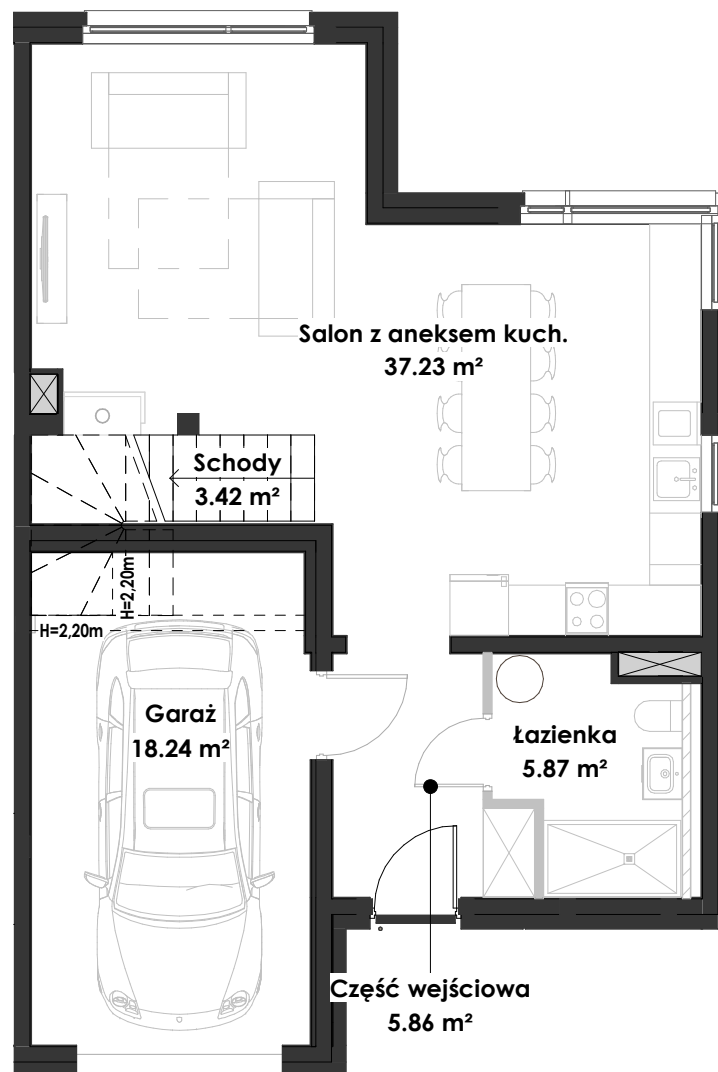 Salon z aneksem kuch.
37.23 m²
Schody
3.42 m²
H=2,20m
H=2,20m
Garaż
18.24 m²
Łazienka
5.87 m²
Część wejściowa
5.86 m²